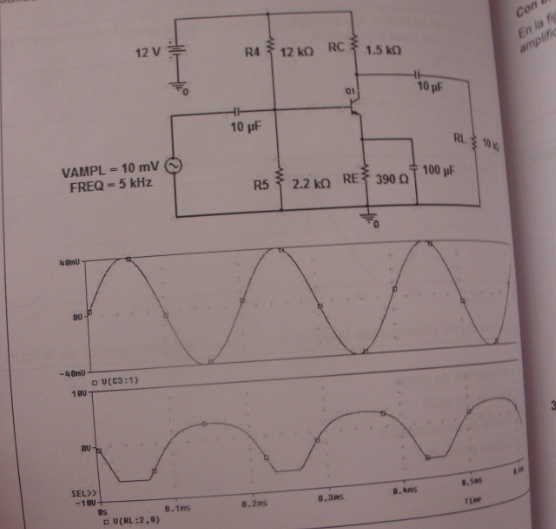 Con
En la
amplific
12 V
R4
12 kΩ
RC
1.5 kΩ
0
Q1
10 µF
10 µF
RL
10 kΩ
VAMPL = 10 mV
FREQ = 5 kHz
R5
2.2 kΩ
RE
390 Ω
100 µF
0
40mV
0V
-40mV
V(C3:1)
10V
0V
SEL>>
-10V
0s
0.1ms
0.2ms
0.3ms
0.4ms
0.5ms
V(RL:2,0)
Time
3